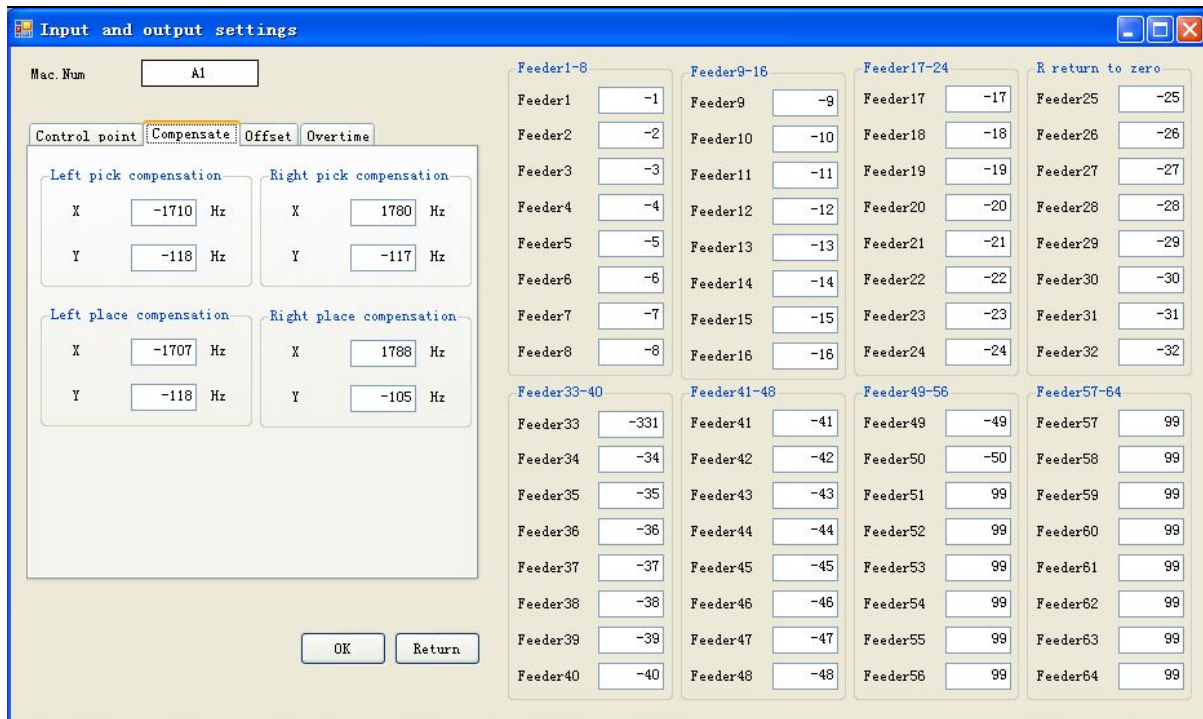 Input and output settings
Mac.Num A1
Control point Compensate Offset Overtime
Left pick compensation
X -1710 Hz
Y -118 Hz
Right pick compensation
X 1780 Hz
Y -117 Hz
Left place compensation
X -1707 Hz
Y -118 Hz
Right place compensation
X 1788 Hz
Y -105 Hz
OK Return
Feeder1-8
Feeder1 -1
Feeder2 -2
Feeder3 -3
Feeder4 -4
Feeder5 -5
Feeder6 -6
Feeder7 -7
Feeder8 -8
Feeder9-16
Feeder9 -9
Feeder10 -10
Feeder11 -11
Feeder12 -12
Feeder13 -13
Feeder14 -14
Feeder15 -15
Feeder16 -16
Feeder17-24
Feeder17 -17
Feeder18 -18
Feeder19 -19
Feeder20 -20
Feeder21 -21
Feeder22 -22
Feeder23 -23
Feeder24 -24
R return to zero
Feeder25 -25
Feeder26 -26
Feeder27 -27
Feeder28 -28
Feeder29 -29
Feeder30 -30
Feeder31 -31
Feeder32 -32
Feeder33-40
Feeder33 -331
Feeder34 -34
Feeder35 -35
Feeder36 -36
Feeder37 -37
Feeder38 -38
Feeder39 -39
Feeder40 -40
Feeder41-48
Feeder41 -41
Feeder42 -42
Feeder43 -43
Feeder44 -44
Feeder45 -45
Feeder46 -46
Feeder47 -47
Feeder48 -48
Feeder49-56
Feeder49 -49
Feeder50 -50
Feeder51 99
Feeder52 99
Feeder53 99
Feeder54 99
Feeder55 99
Feeder56 99
Feeder57-64
Feeder57 99
Feeder58 99
Feeder59 99
Feeder60 99
Feeder61 99
Feeder62 99
Feeder63 99
Feeder64 99